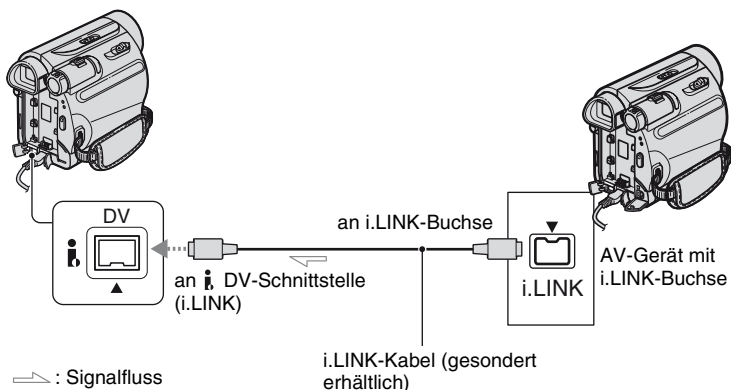 DV
an i.LINK-Buchse
i.LINK
AV-Gerät mit
i.LINK-Buchse
an i DV-Schnittstelle
(i.LINK)
i.LINK-Kabel (gesondert
erhältlich)
: Signalfluss